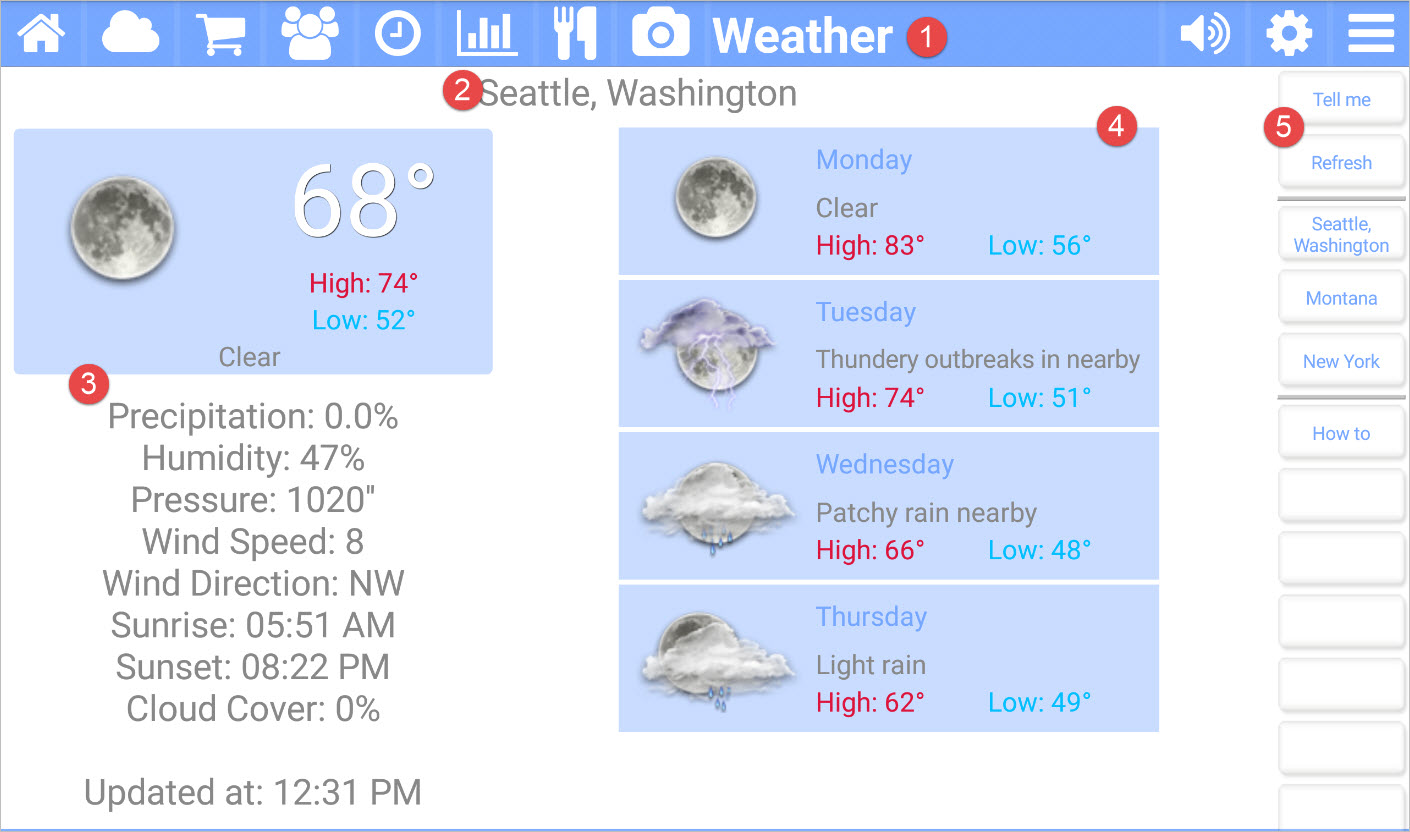 Weather 1
2 Seattle, Washington
68°
High: 74°
Low: 52°
Clear
3
Precipitation: 0.0%
Humidity: 47%
Pressure: 1020"
Wind Speed: 8
Wind Direction: NW
Sunrise: 05:51 AM
Sunset: 08:22 PM
Cloud Cover: 0%
Updated at: 12:31 PM
4
Monday
Clear
High: 83° Low: 56°
Tuesday
Thundery outbreaks in nearby
High: 74° Low: 51°
Wednesday
Patchy rain nearby
High: 66° Low: 48°
Thursday
Light rain
High: 62° Low: 49°
Tell me
5
Refresh
Seattle,
Washington
Montana
New York
How to